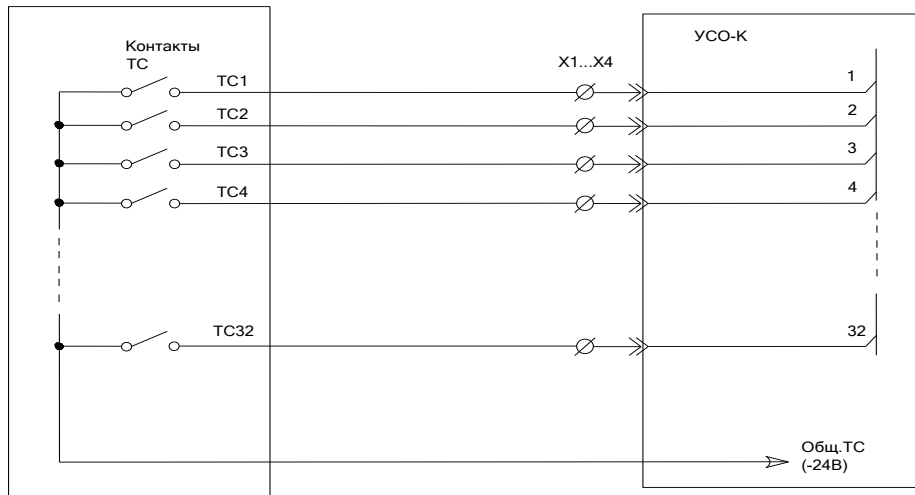 Контакты
ТС
УСО-К
X1...X4
ТС1
1
ТС2
2
ТС3
3
ТС4
4
ТС32
32
Общ.ТС
(-24В)